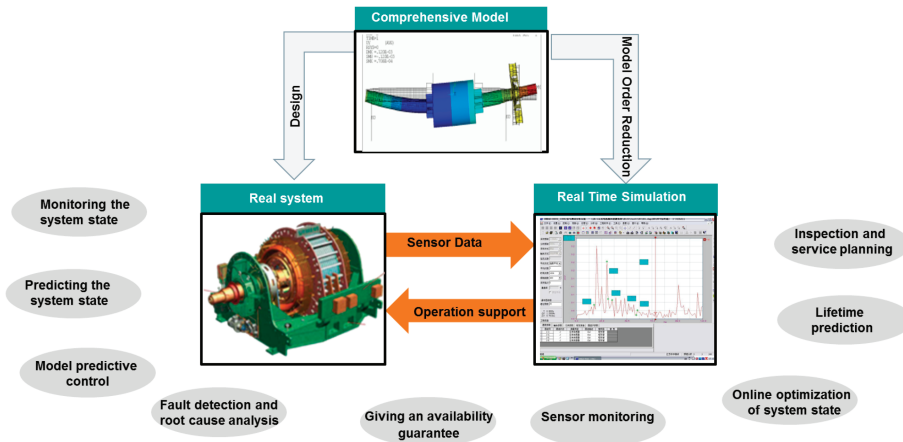 Comprehensive Model
TIME=1
Design
Model Order Reduction
Real system
Real Time Simulation
Sensor Data
Operation support
Monitoring the
system state
Predicting the
system state
Model predictive
control
Fault detection and
root cause analysis
Giving an availability
guarantee
Sensor monitoring
Online optimization
of system state
Lifetime
prediction
Inspection and
service planning